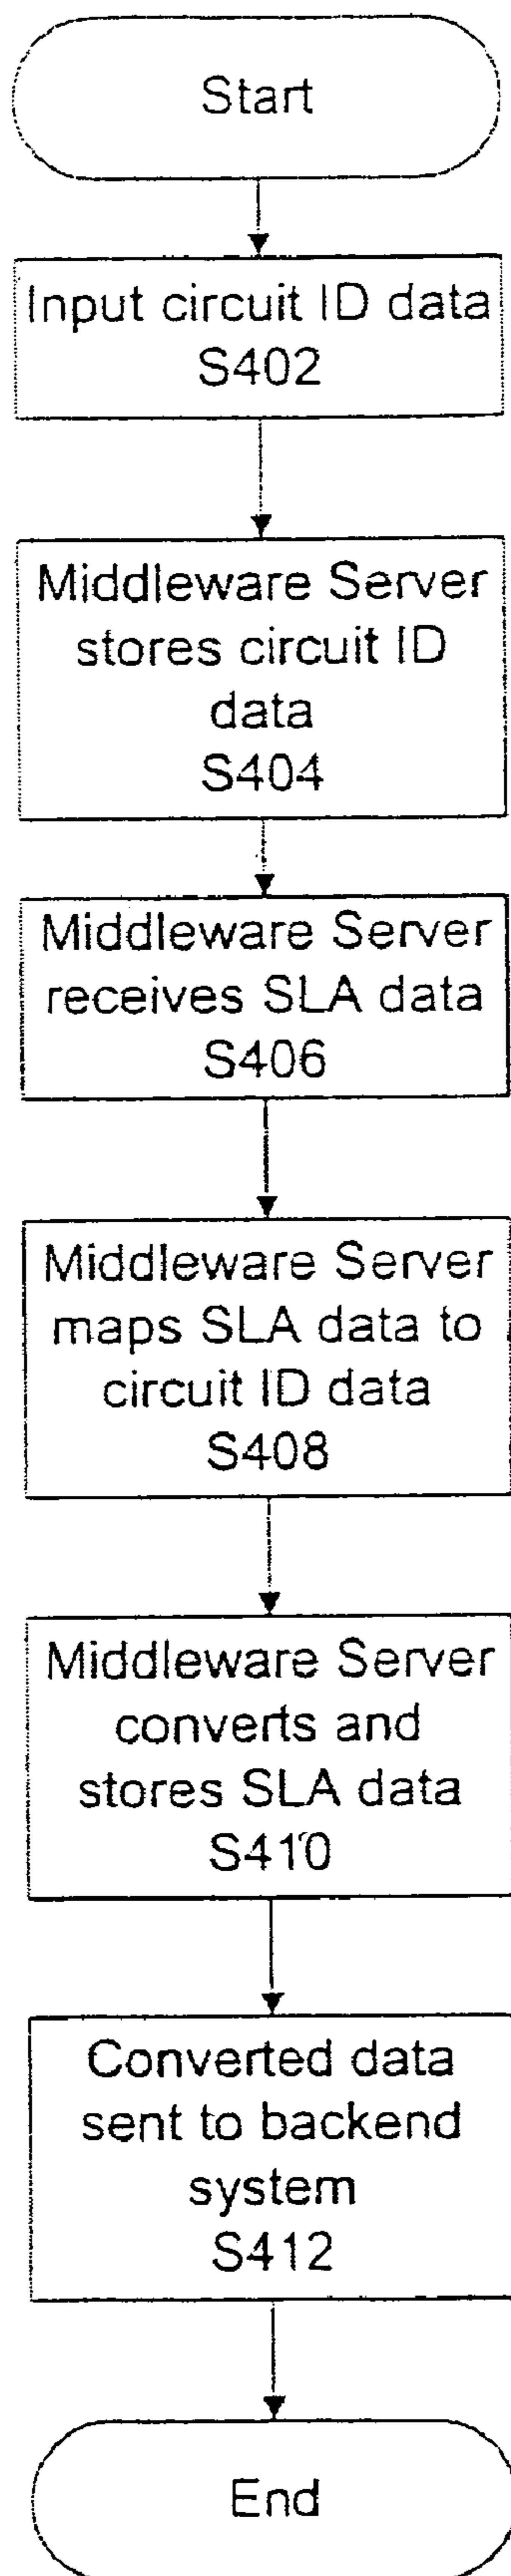 Start
Input circuit ID data
S402
Middleware Server
stores circuit ID
data
S404
Middleware Server
receives SLA data
S406
Middleware Server
maps SLA data to
circuit ID data
S408
Middleware Server
converts and
stores SLA data
S410
Converted data
sent to backend
system
S412
End